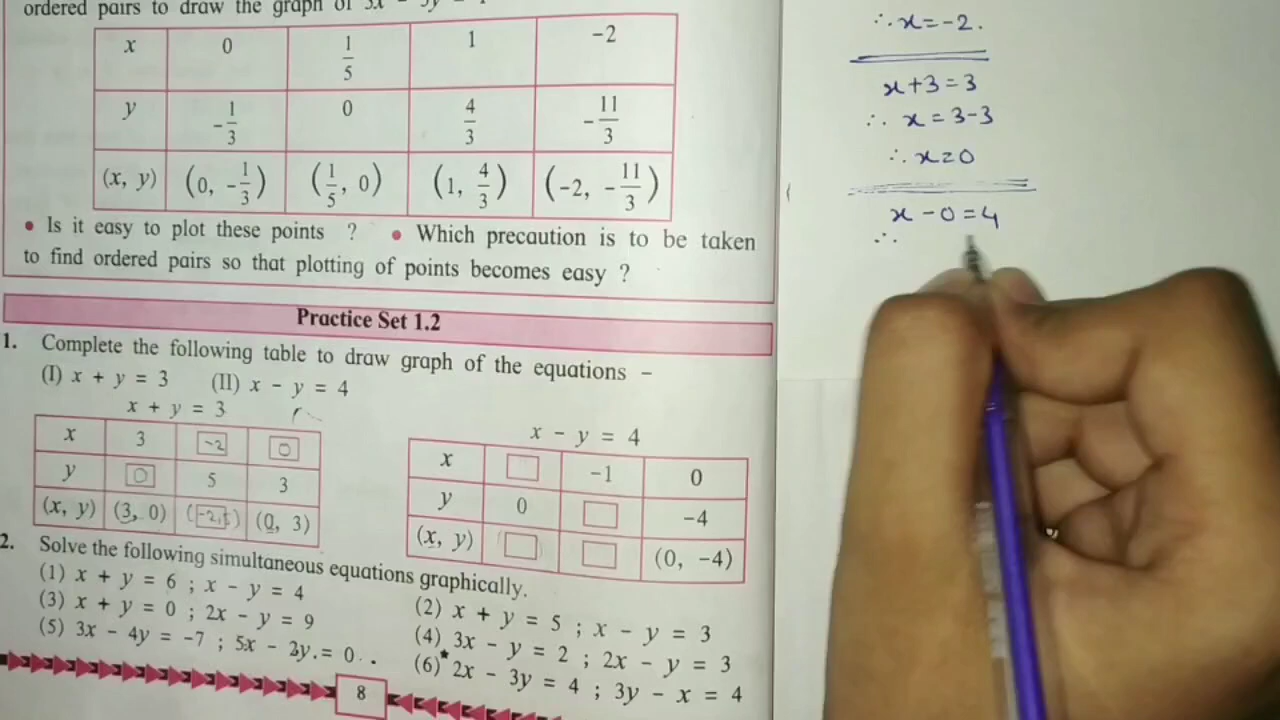 ordered pairs to draw the graph of
x 0 1/5 1 -2
y -1/3 0 4/3 -11/3
(x, y) (0, -1/3) (1/5, 0) (1, 4/3) (-2, -11/3)
• Is it easy to plot these points ? • Which precaution is to be taken
to find ordered pairs so that plotting of points becomes easy ?
Practice Set 1.2
1. Complete the following table to draw graph of the equations -
(I) x + y = 3 (II) x - y = 4
x + y = 3
x 3 -2 0
y 0 5 3
(x, y) (3, 0) (-2,5) (0, 3)
x - y = 4
x □ -1 0
y 0 □ -4
(x, y) □ □ (0, -4)
2. Solve the following simultaneous equations graphically.
(1) x + y = 6 ; x - y = 4
(2) x + y = 5 ; x - y = 3
(3) x + y = 0 ; 2x - y = 9
(4) 3x - y = 2 ; 2x - y = 3
(5) 3x - 4y = -7 ; 5x - 2y = 0
(6)* 2x - 3y = 4 ; 3y - x = 4
8
∴ x = -2.
x + 3 = 3
∴ x = 3 - 3
∴ x = 0
x - 0 = 4
∴